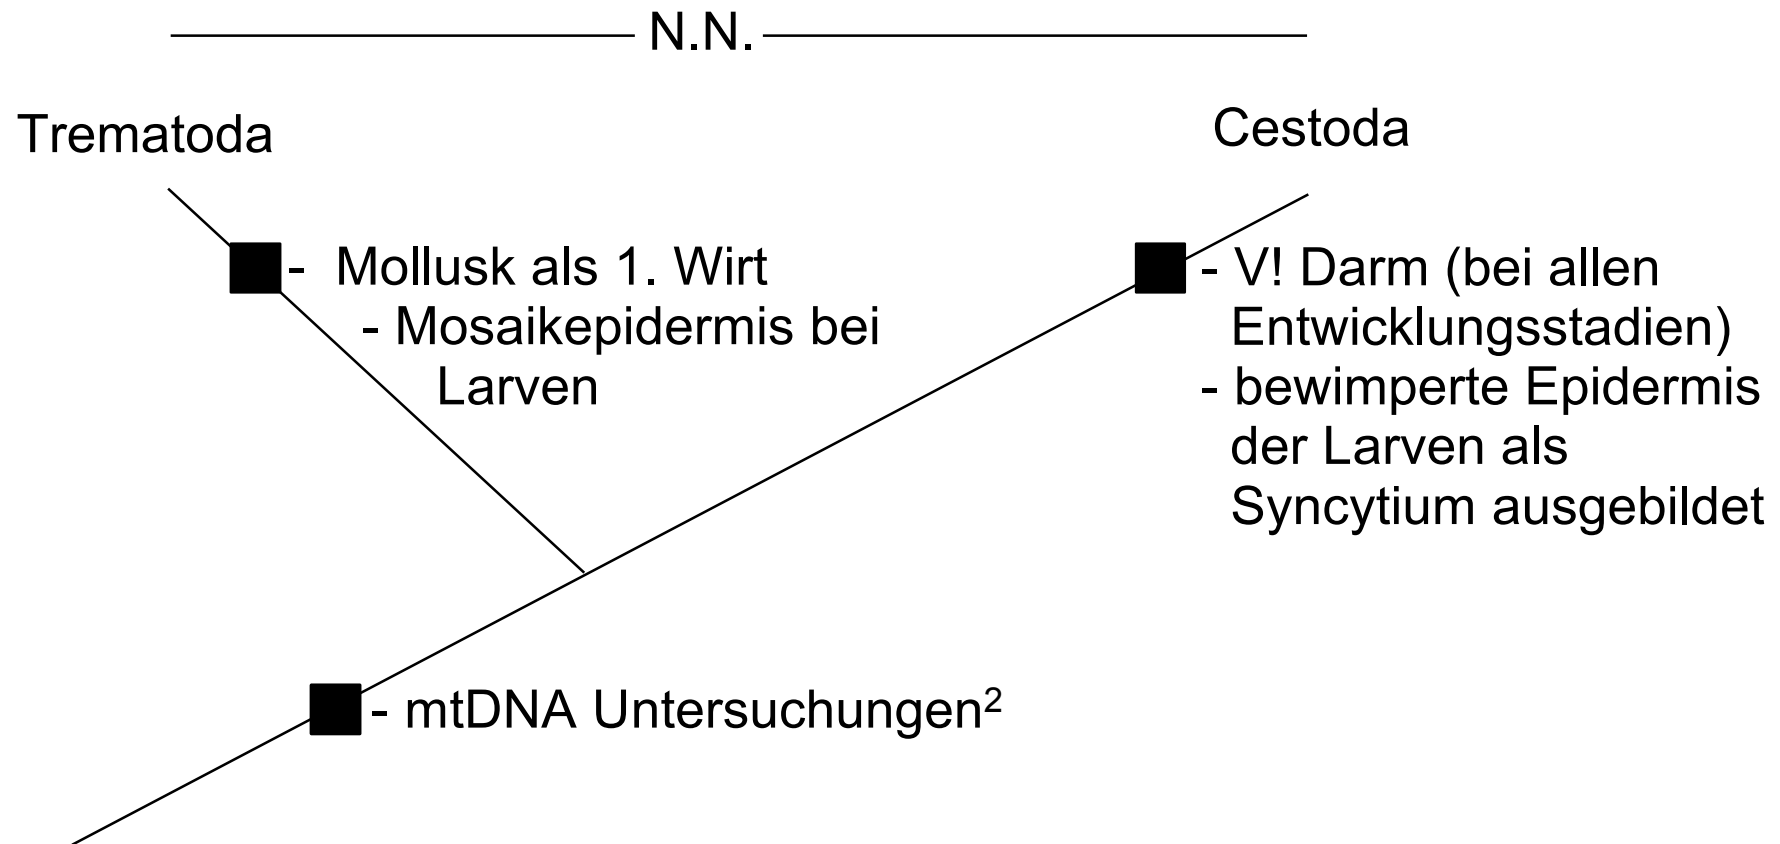 N.N.
Trematoda
Cestoda
- Mollusk als 1. Wirt
- Mosaikepidermis bei
Larven
- V! Darm (bei allen
Entwicklungsstadien)
- bewimperte Epidermis
der Larven als
Syncytium ausgebildet
- mtDNA Untersuchungen²